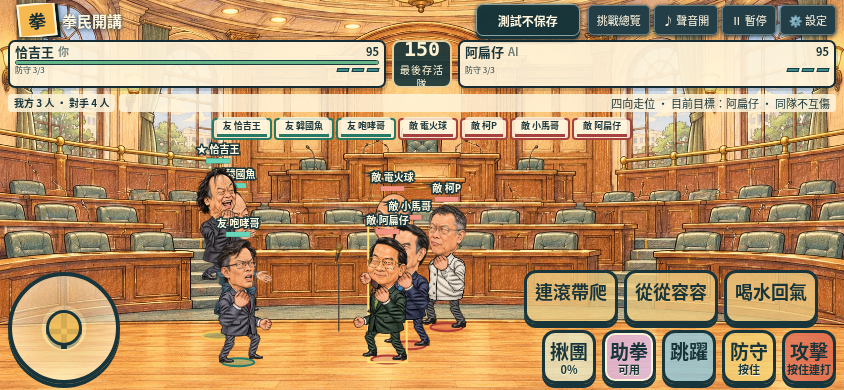 拳 拳民開講
測試不保存
挑戰總覽
♪ 聲音開
II 暫停
設定
恰吉王 你 95
防守 3/3
150
最後存活隊
阿扁仔 AI 95
防守 3/3
我方 3 人 · 對手 4 人
四向走位 · 目前目標：阿扁仔 · 同隊不互傷
友 恰吉王
友 韓國魚
友 咆哮哥
敵 電火球
敵 柯P
敵 小馬哥
敵 阿扁仔
★ 恰吉王
韓國魚
友 咆哮哥
敵 電火球
敵 柯P
敵 小馬哥
敵 阿扁仔
連滾帶爬
從從容容
喝水回氣
揪團
0%
助拳
可用
跳躍
防守
按住
攻擊
按住連打